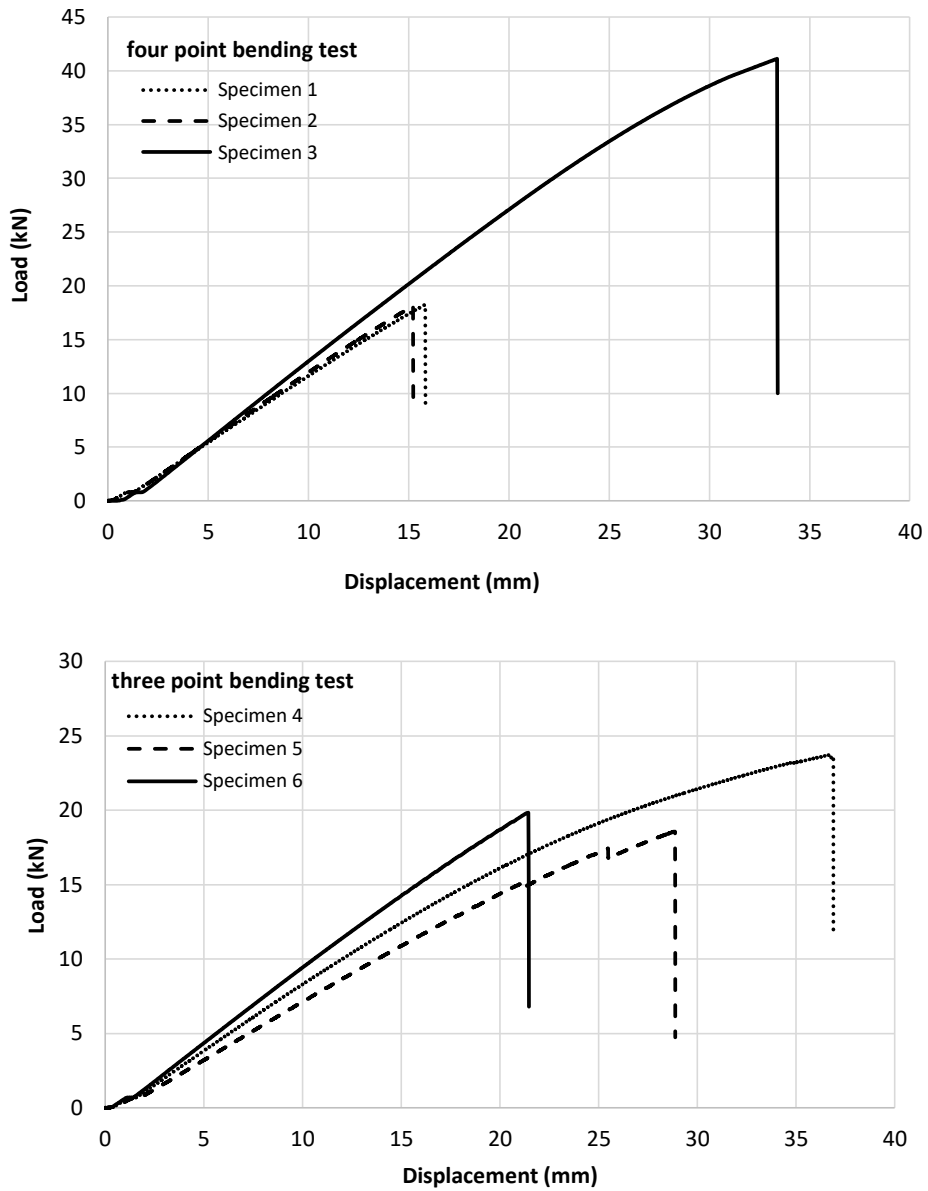 four point bending test
Specimen 1
Specimen 2
Specimen 3
Load (kN)
45
40
35
30
25
20
15
10
5
0
0 5 10 15 20 25 30 35 40
Displacement (mm)
three point bending test
Specimen 4
Specimen 5
Specimen 6
Load (kN)
30
25
20
15
10
5
0
0 5 10 15 20 25 30 35 40
Displacement (mm)